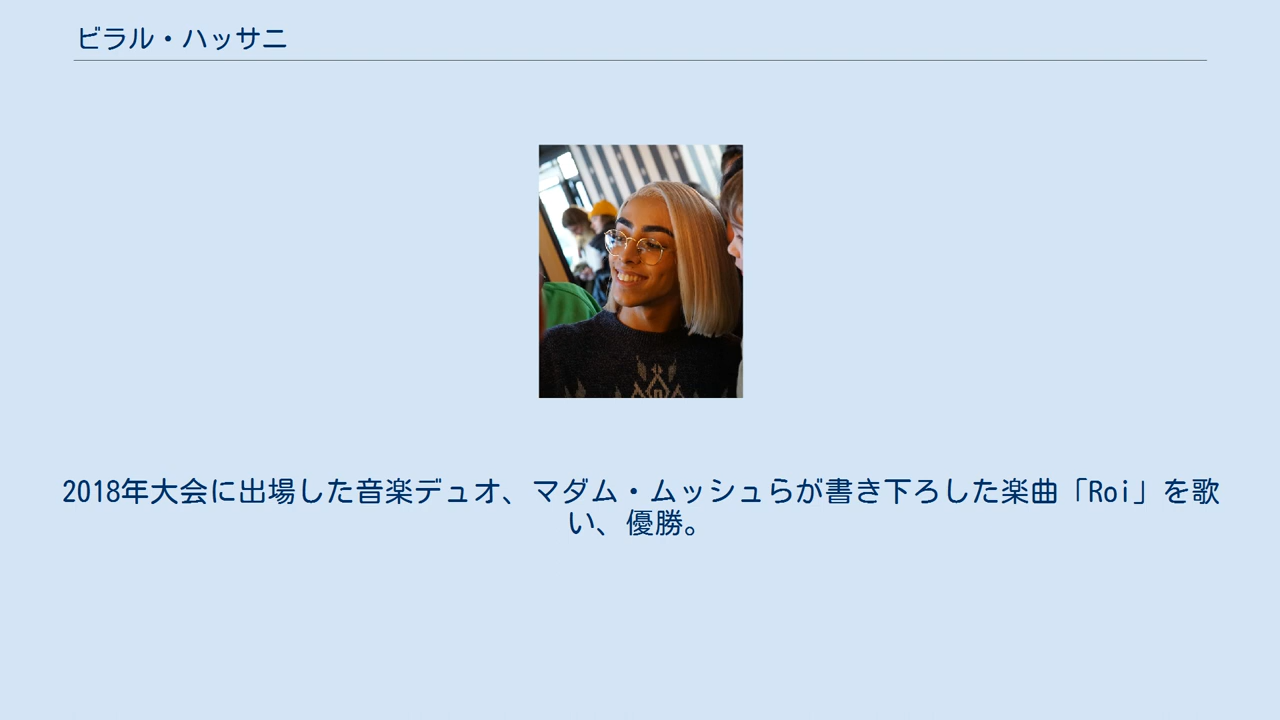 ビラル・ハッサニ
2018年大会に出場した音楽デュオ、マダム・ムッシュらが書き下ろした楽曲「Roi」を歌
い、優勝。